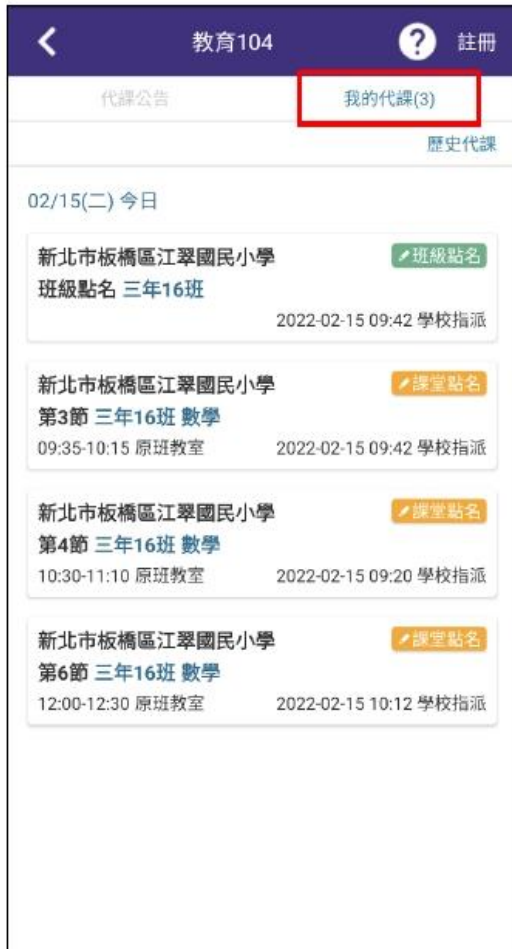 教育104
?
註冊
代課公告
我的代課(3)
歷史代課
02/15(二) 今日
新北市板橋區江翠國民小學 班級點名
班級點名 三年16班
2022-02-15 09:42 學校指派
新北市板橋區江翠國民小學 課堂點名
第3節 三年16班 數學
09:35-10:15 原班教室 2022-02-15 09:42 學校指派
新北市板橋區江翠國民小學 課堂點名
第4節 三年16班 數學
10:30-11:10 原班教室 2022-02-15 09:20 學校指派
新北市板橋區江翠國民小學 課堂點名
第6節 三年16班 數學
12:00-12:30 原班教室 2022-02-15 10:12 學校指派